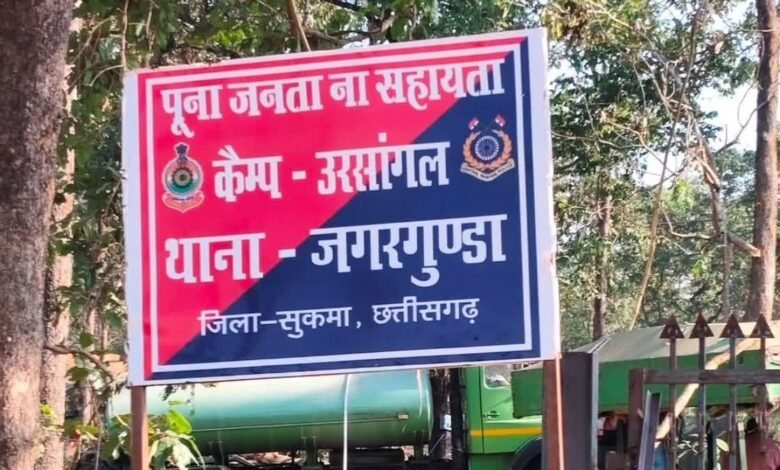 पूना जनता ना सहायता
कैम्प - उरसांगल
थाना - जगरगुण्डा
जिला-सुकमा, छत्तीसगढ़